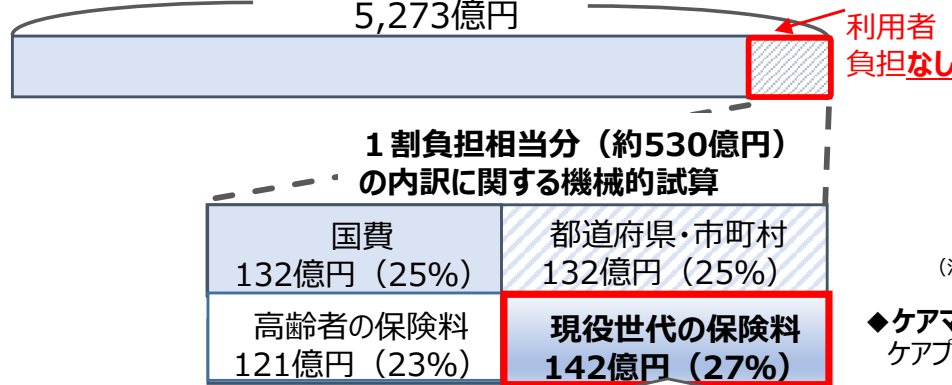 5,273億円
利用者
負担なし
1割負担相当分（約530億円）
の内訳に関する機械的試算
国費
132億円（25%）
都道府県・市町村
132億円（25%）
高齢者の保険料
121億円（23%）
現役世代の保険料
142億円（27%）
◆ケアマ
ケアプ